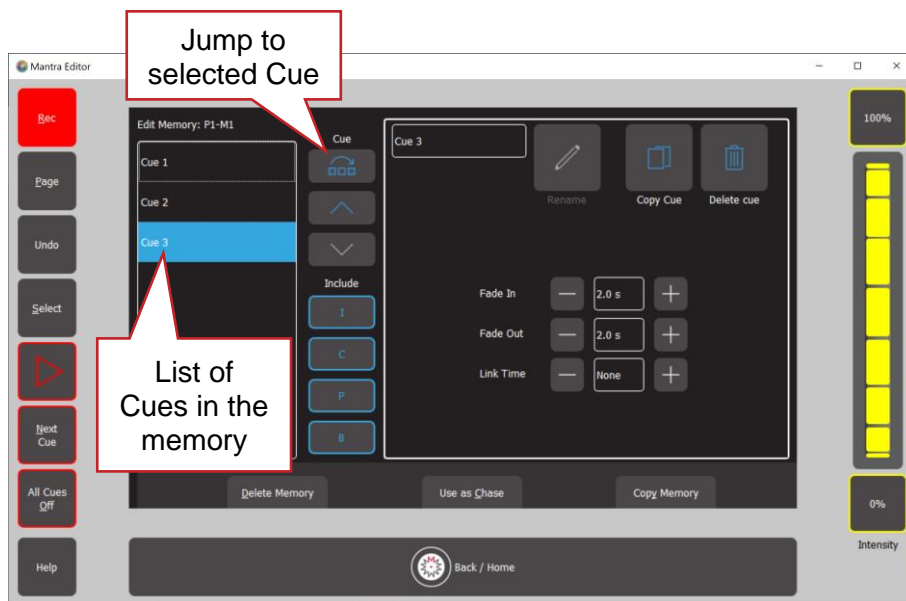 Jump to
selected Cue
Mantra Editor
Rec
Page
Undo
Select
Next
Cue
All Cues
Off
Help
Edit Memory: P1-M1
Cue 1
Cue 2
Cue 3
List of
Cues in the
memory
Cue
Include
I
C
P
B
Cue 3
Rename
Copy Cue
Delete cue
Fade In
2.0 s
Fade Out
2.0 s
Link Time
None
Delete Memory
Use as Chase
Copy Memory
Back / Home
100%
0%
Intensity